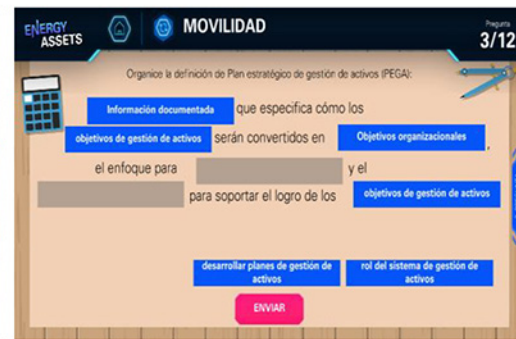 ENERGY
ASSETS
MOVILIDAD
Pregunta
3/12
Organice la definición de Plan estratégico de gestión de activos (PEGA):
Información documentada que especifica cómo los
objetivos de gestión de activos serán convertidos en Objetivos organizacionales ,
el enfoque para y el
para soportar el logro de los objetivos de gestión de activos
desarrollar planes de gestión de
activos
rol del sistema de gestión de
activos
ENVIAR